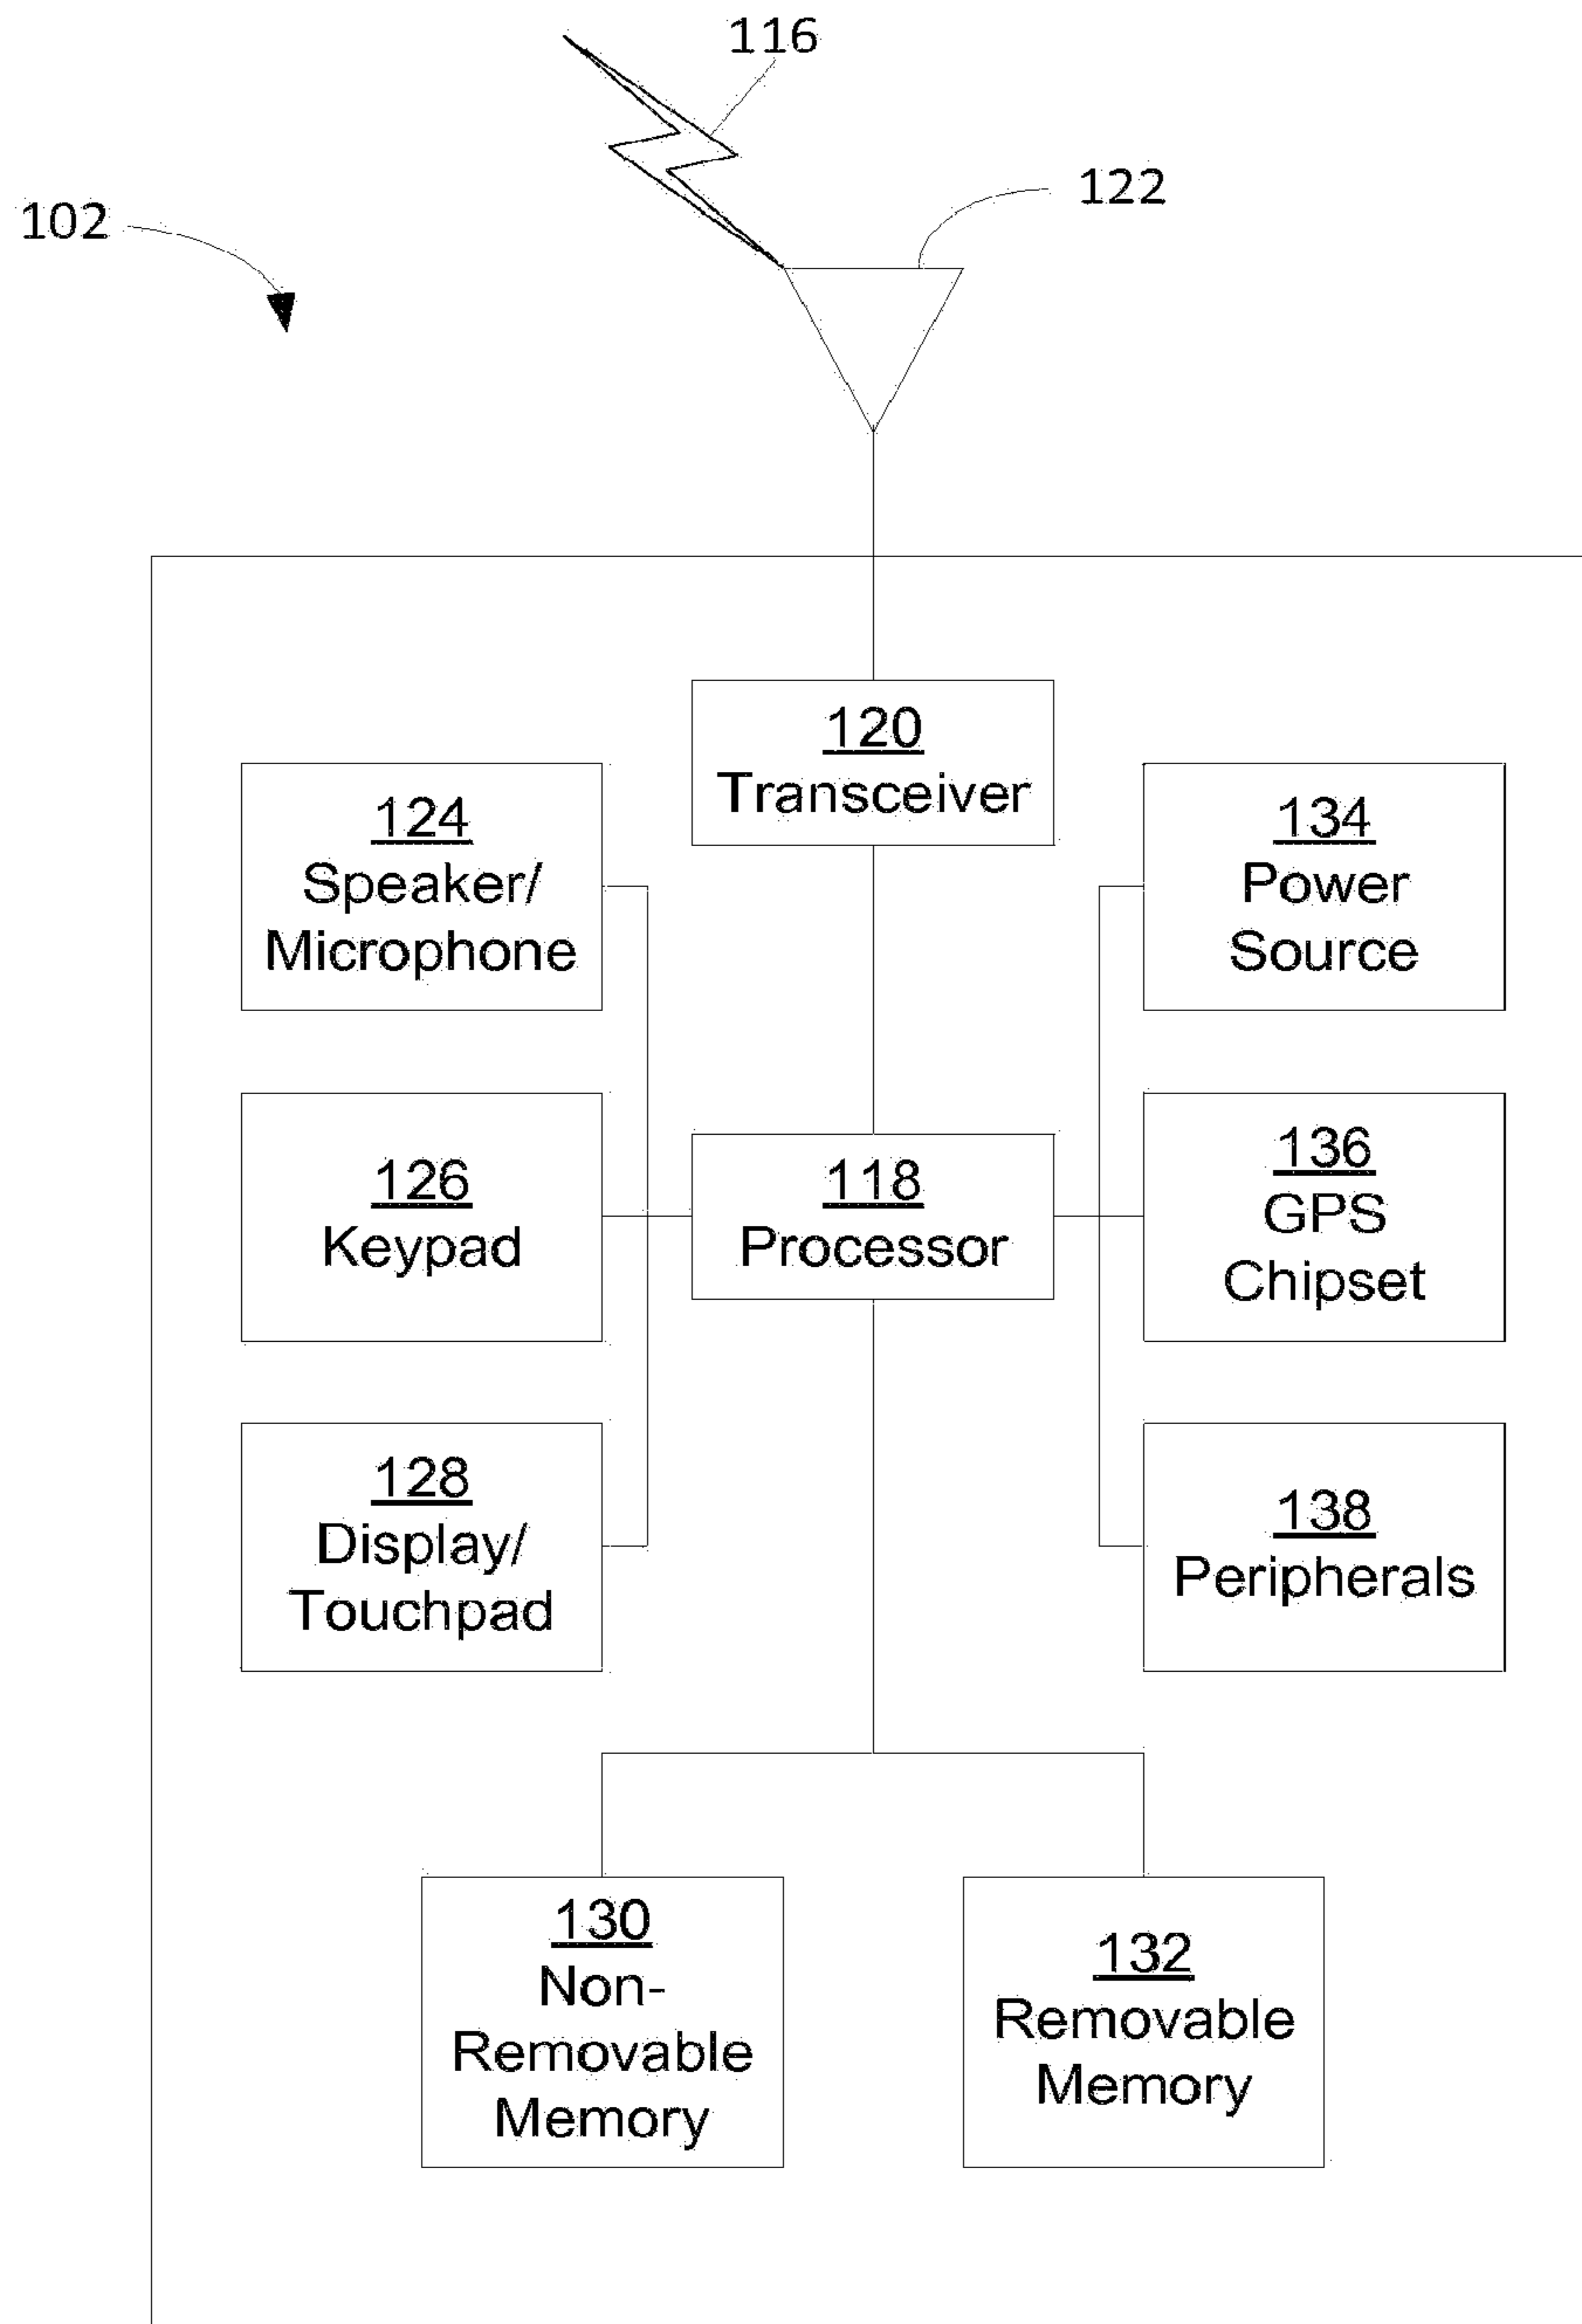 116
122
102
120
Transceiver
124
Speaker/
Microphone
134
Power
Source
126
Keypad
118
Processor
136
GPS
Chipset
128
Display/
Touchpad
138
Peripherals
130
Non-
Removable
Memory
132
Removable
Memory